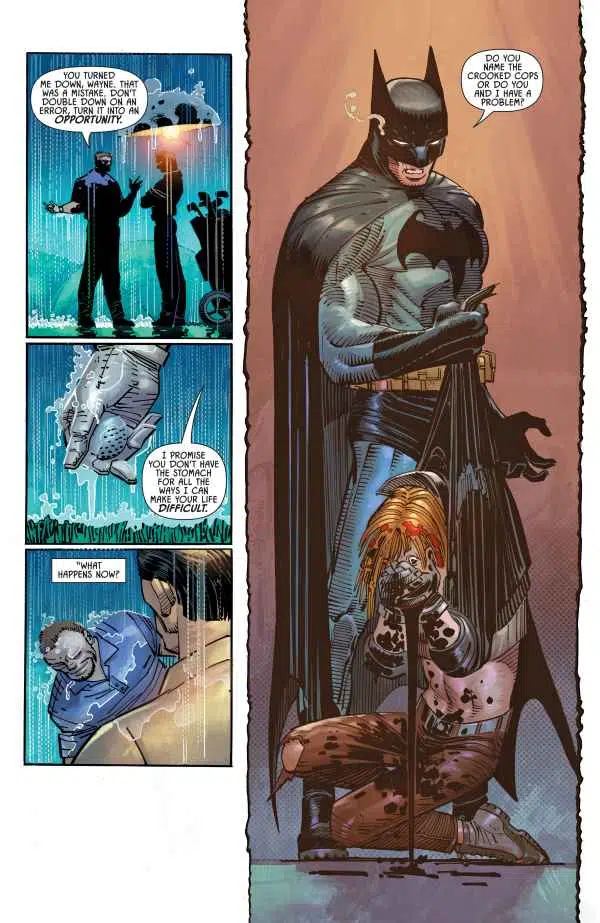 YOU TURNED
ME DOWN, WAYNE. THAT
WAS A MISTAKE. DON'T
DOUBLE DOWN ON AN
ERROR, TURN IT INTO AN
OPPORTUNITY.
I PROMISE
YOU DON'T HAVE
THE STOMACH
FOR ALL THE
WAYS I CAN
MAKE YOUR LIFE
DIFFICULT.
"WHAT
HAPPENS NOW?
DO YOU
NAME THE
CROOKED COPS
OR DO YOU
AND I HAVE A
PROBLEM?